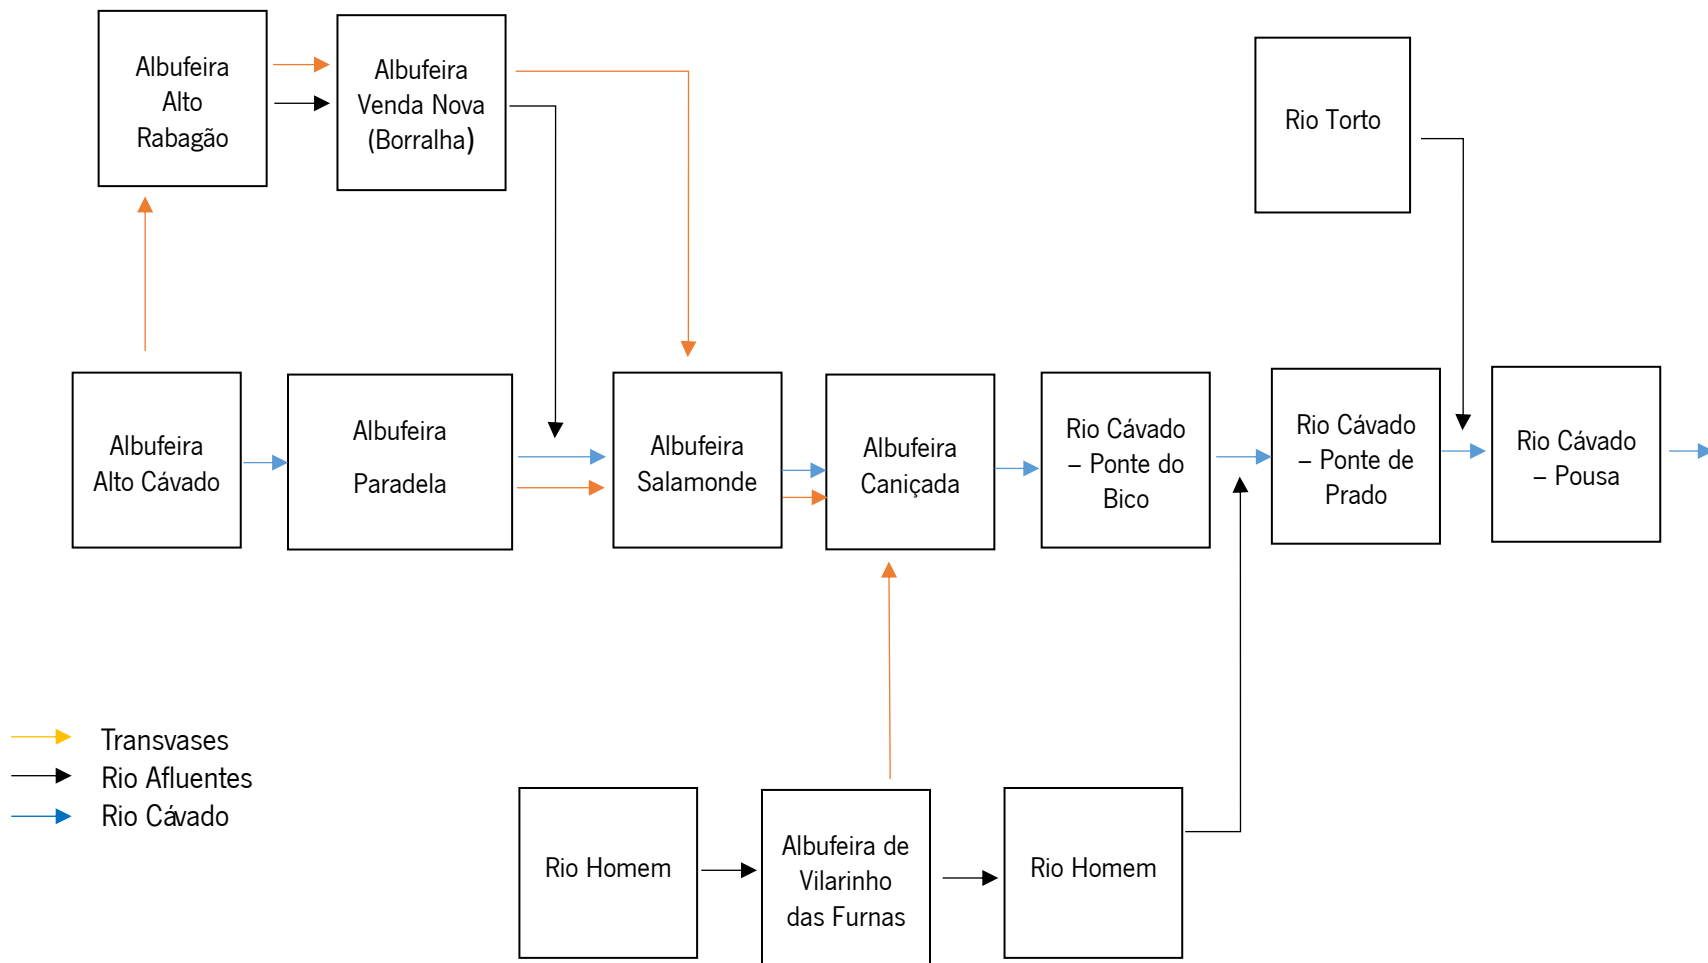 Albufeira
Alto
Rabagão
Albufeira
Venda Nova
(Borralha)
Rio Torto
Albufeira
Alto Cávado
Albufeira
Paradela
Albufeira
Salamonde
Albufeira
Caniçada
Rio Cávado
– Ponte do
Bico
Rio Cávado
– Ponte de
Prado
Rio Cávado
– Pousa
Transvases
Rio Afluentes
Rio Cávado
Rio Homem
Albufeira de
Vilarinho
das Furnas
Rio Homem